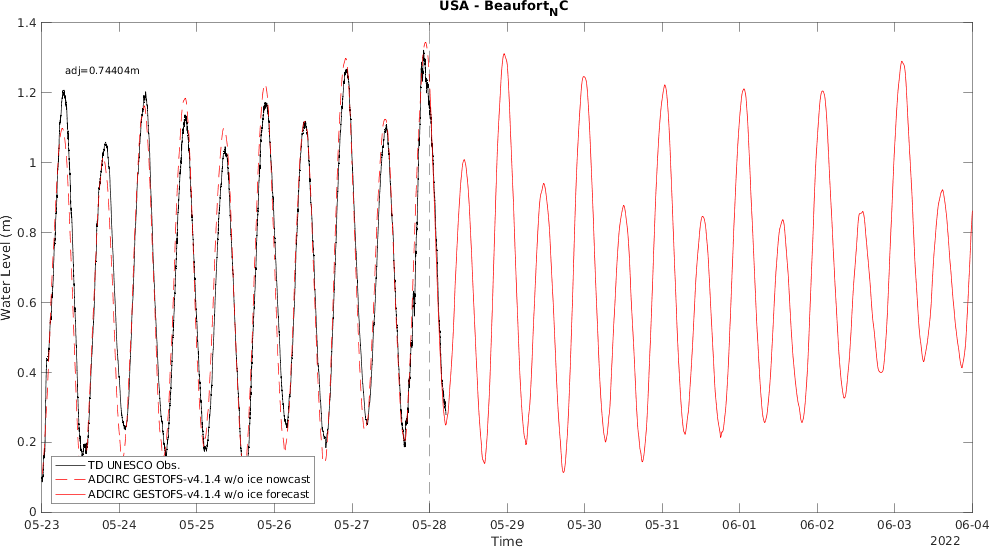 USA - Beaufort_NC
1.4
adj=0.74404m
1.2
1
0.8
Water Level (m)
0.6
0.4
0.2
0
TD UNESCO Obs.
ADCIRC GESTOFS-v4.1.4 w/o ice nowcast
ADCIRC GESTOFS-v4.1.4 w/o ice forecast
05-23 05-24 05-25 05-26 05-27 05-28 05-29 05-30 05-31 06-01 06-02 06-03 06-04
Time
2022